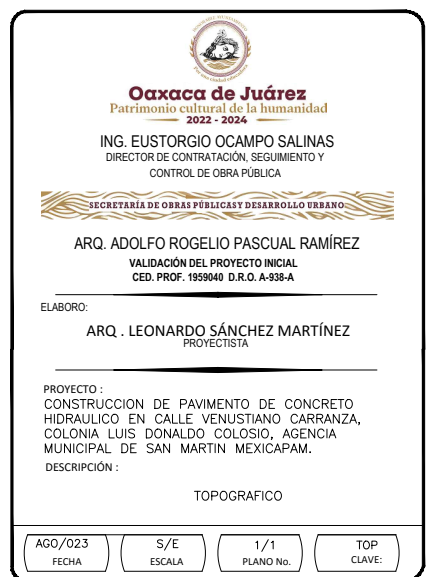 Oaxaca de Juárez
Patrimonio cultural de la humanidad
2022 - 2024
ING. EUSTORGIO OCAMPO SALINAS
DIRECTOR DE CONTRATACIÓN, SEGUIMIENTO Y
CONTROL DE OBRA PÚBLICA
SECRETARÍA DE OBRAS PÚBLICAS Y DESARROLLO URBANO
ARQ. ADOLFO ROGELIO PASCUAL RAMÍREZ
VALIDACIÓN DEL PROYECTO INICIAL
CED. PROF. 1959040 D.R.O. A-938-A
ELABORO:
ARQ . LEONARDO SÁNCHEZ MARTÍNEZ
PROYECTISTA
PROYECTO :
CONSTRUCCION DE PAVIMENTO DE CONCRETO
HIDRAULICO EN CALLE VENUSTIANO CARRANZA,
COLONIA LUIS DONALDO COLOSIO, AGENCIA
MUNICIPAL DE SAN MARTIN MEXICAPAM.
DESCRIPCIÓN :
TOPOGRAFICO
AGO/023 S/E 1/1 TOP
FECHA ESCALA PLANO No. CLAVE: